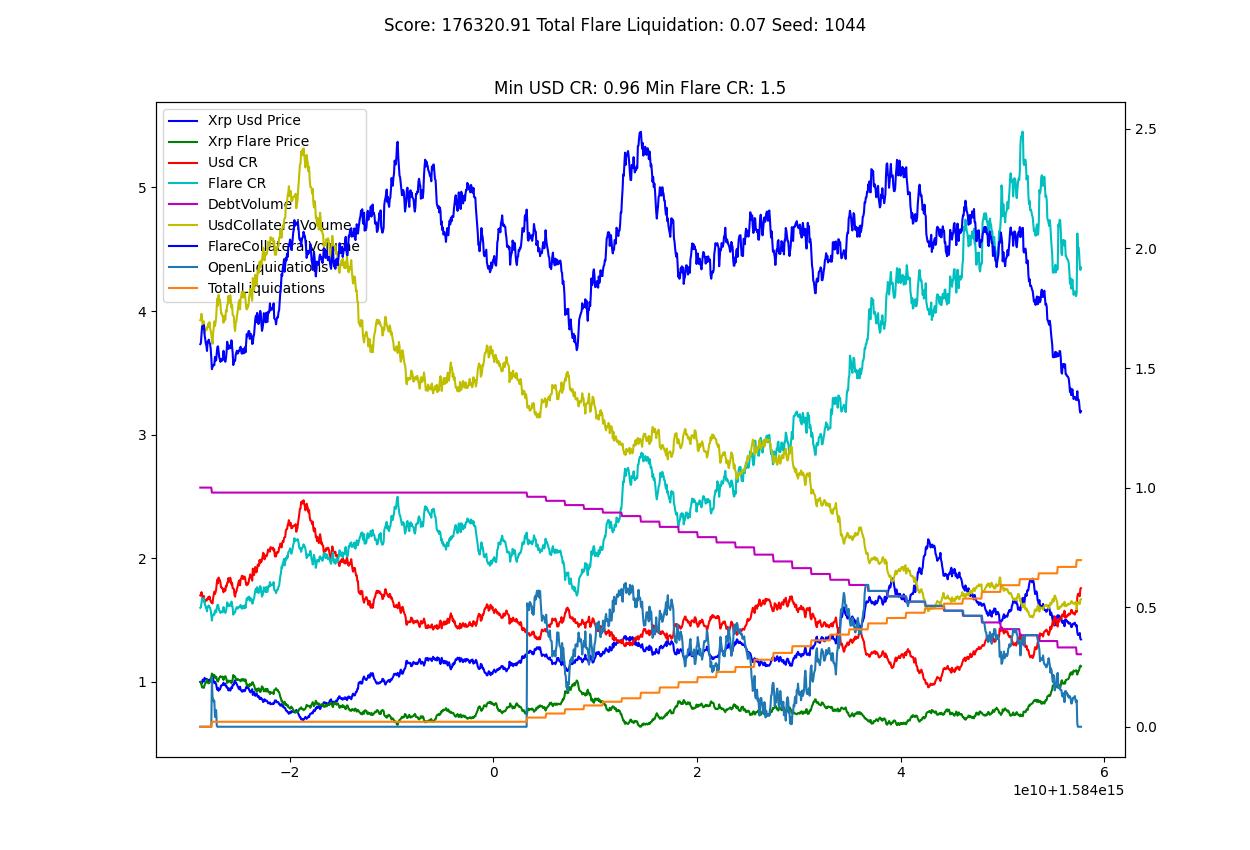 Score: 176320.91 Total Flare Liquidation: 0.07 Seed: 1044
Min USD CR: 0.96 Min Flare CR: 1.5
Xrp Usd Price
Xrp Flare Price
Usd CR
Flare CR
DebtVolume
UsdCollateralVolume
FlareCollateralVolume
OpenLiquidations
TotalLiquidations
5
4
3
2
1
2.5
2.0
1.5
1.0
0.5
0.0
−2 0 2 4 6
1e10+1.584e15